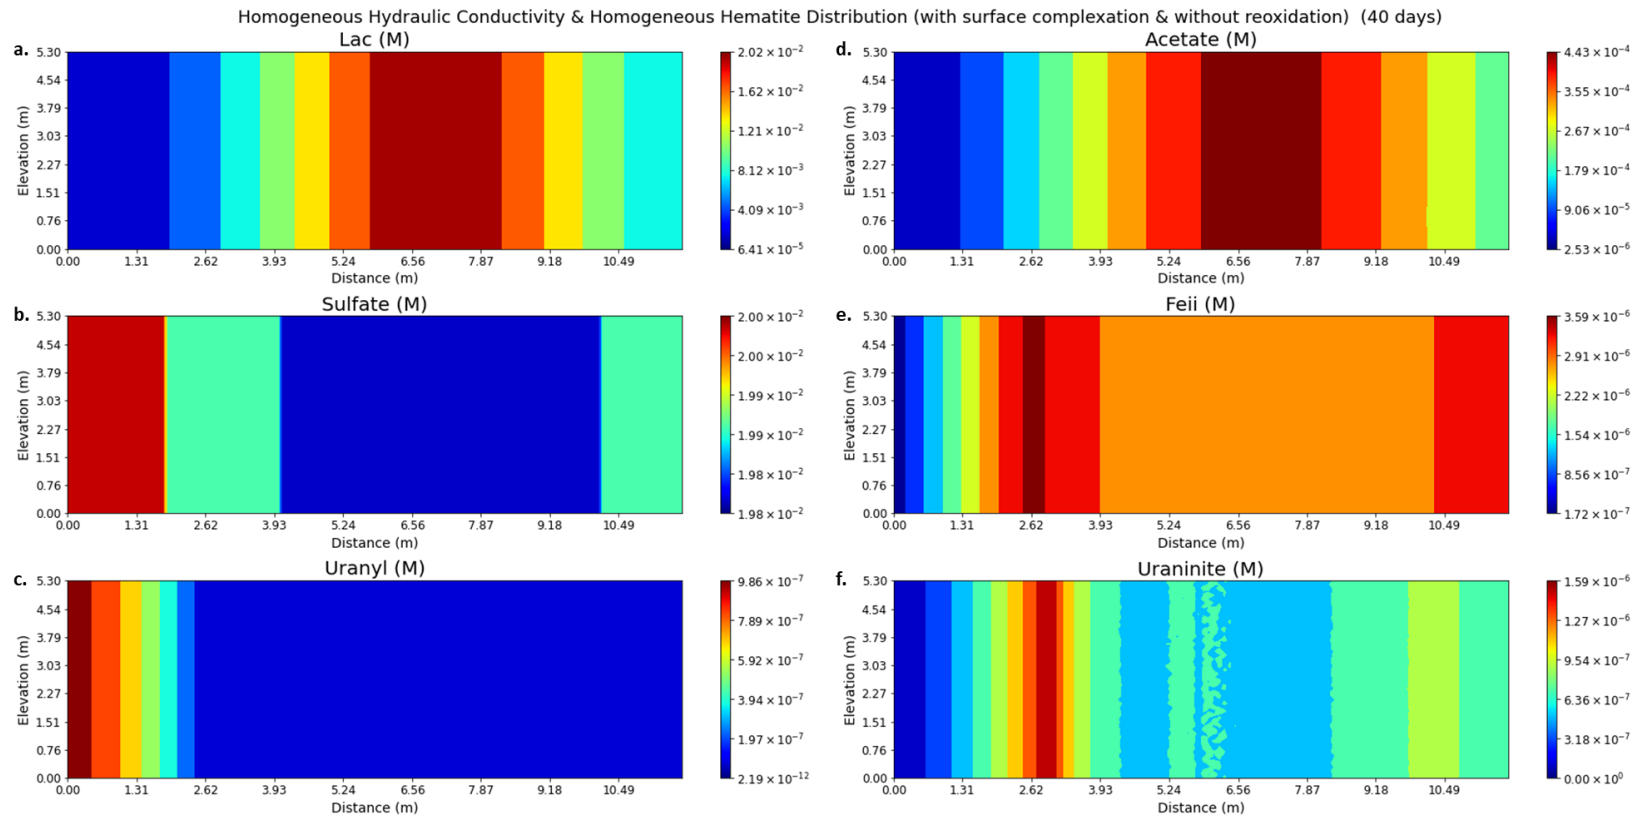 Homogeneous Hydraulic Conductivity & Homogeneous Hematite Distribution (with surface complexation & without reoxidation) (40 days)
a.
Lac (M)
5.30
4.54
3.79
3.03
2.27
1.51
0.76
0.00
Elevation (m)
0.00 1.31 2.62 3.93 5.24 6.56 7.87 9.18 10.49
Distance (m)
2.02 × 10⁻²
1.62 × 10⁻²
1.21 × 10⁻²
8.12 × 10⁻³
4.09 × 10⁻³
6.41 × 10⁻⁵
d.
Acetate (M)
5.30
4.54
3.79
3.03
2.27
1.51
0.76
0.00
Elevation (m)
0.00 1.31 2.62 3.93 5.24 6.56 7.87 9.18 10.49
Distance (m)
4.43 × 10⁻⁴
3.55 × 10⁻⁴
2.67 × 10⁻⁴
1.79 × 10⁻⁴
9.06 × 10⁻⁵
2.53 × 10⁻⁶
b.
Sulfate (M)
5.30
4.54
3.79
3.03
2.27
1.51
0.76
0.00
Elevation (m)
0.00 1.31 2.62 3.93 5.24 6.56 7.87 9.18 10.49
Distance (m)
2.00 × 10⁻²
2.00 × 10⁻²
1.99 × 10⁻²
1.99 × 10⁻²
1.98 × 10⁻²
1.98 × 10⁻²
e.
Feii (M)
5.30
4.54
3.79
3.03
2.27
1.51
0.76
0.00
Elevation (m)
0.00 1.31 2.62 3.93 5.24 6.56 7.87 9.18 10.49
Distance (m)
3.59 × 10⁻⁶
2.91 × 10⁻⁶
2.22 × 10⁻⁶
1.54 × 10⁻⁶
8.56 × 10⁻⁷
1.72 × 10⁻⁷
c.
Uranyl (M)
5.30
4.54
3.79
3.03
2.27
1.51
0.76
0.00
Elevation (m)
0.00 1.31 2.62 3.93 5.24 6.56 7.87 9.18 10.49
Distance (m)
9.86 × 10⁻⁷
7.89 × 10⁻⁷
5.92 × 10⁻⁷
3.94 × 10⁻⁷
1.97 × 10⁻⁷
2.19 × 10⁻¹²
f.
Uraninite (M)
5.30
4.54
3.79
3.03
2.27
1.51
0.76
0.00
Elevation (m)
0.00 1.31 2.62 3.93 5.24 6.56 7.87 9.18 10.49
Distance (m)
1.59 × 10⁻⁶
1.27 × 10⁻⁶
9.54 × 10⁻⁷
6.36 × 10⁻⁷
3.18 × 10⁻⁷
0.00 × 10⁰